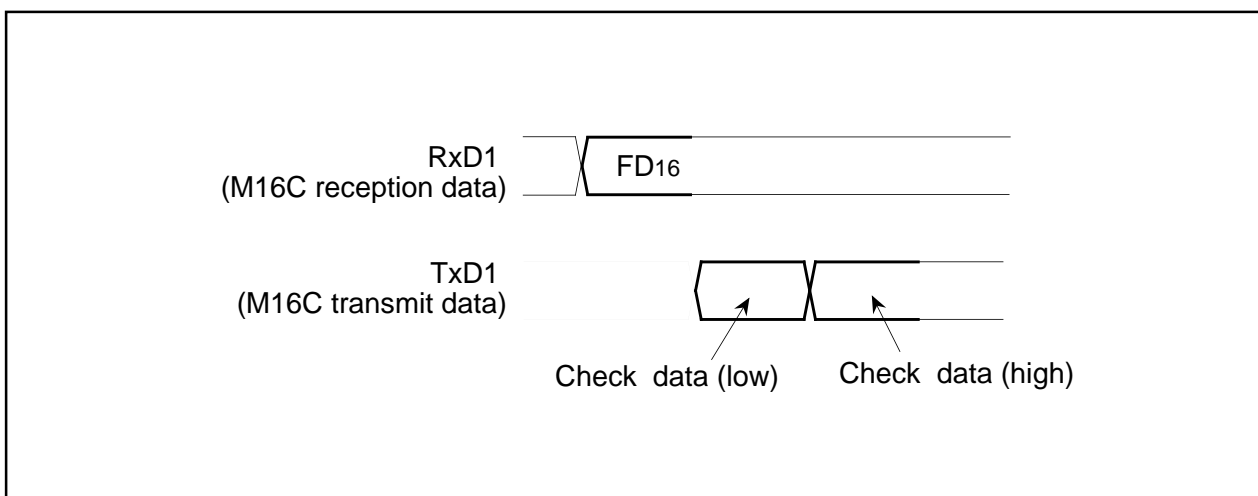 RxD1
(M16C reception data)
FD16
TxD1
(M16C transmit data)
Check data (low)
Check data (high)